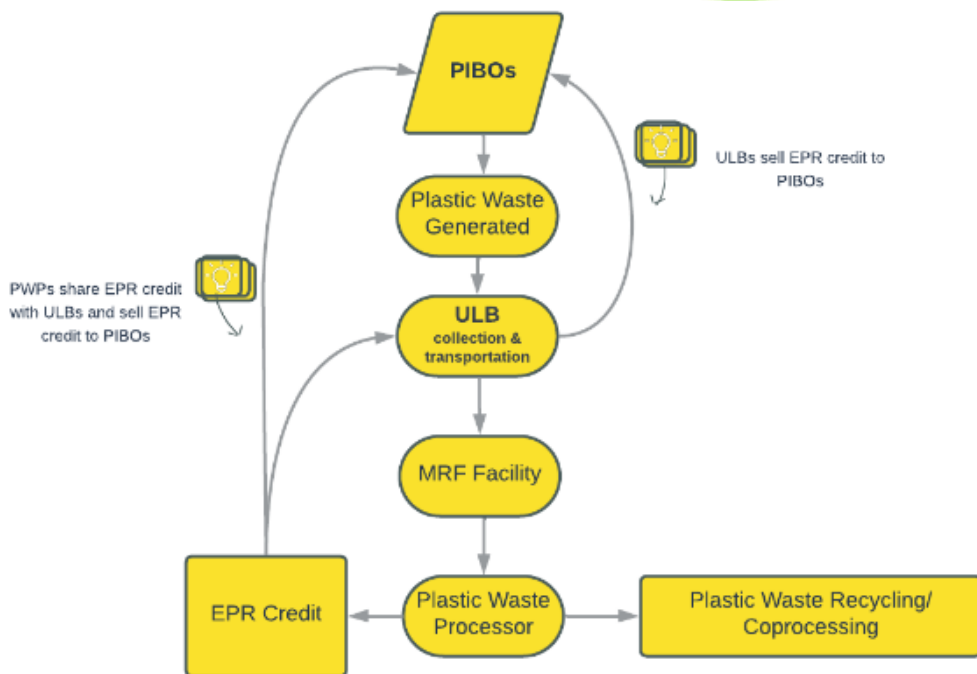 PIBOs
ULBs sell EPR credit to
PIBOs
Plastic Waste
Generated
PWPs share EPR credit
with ULBs and sell EPR
credit to PIBOs
ULB
collection &
transportation
MRF Facility
EPR Credit
Plastic Waste
Processor
Plastic Waste Recycling/
Coprocessing